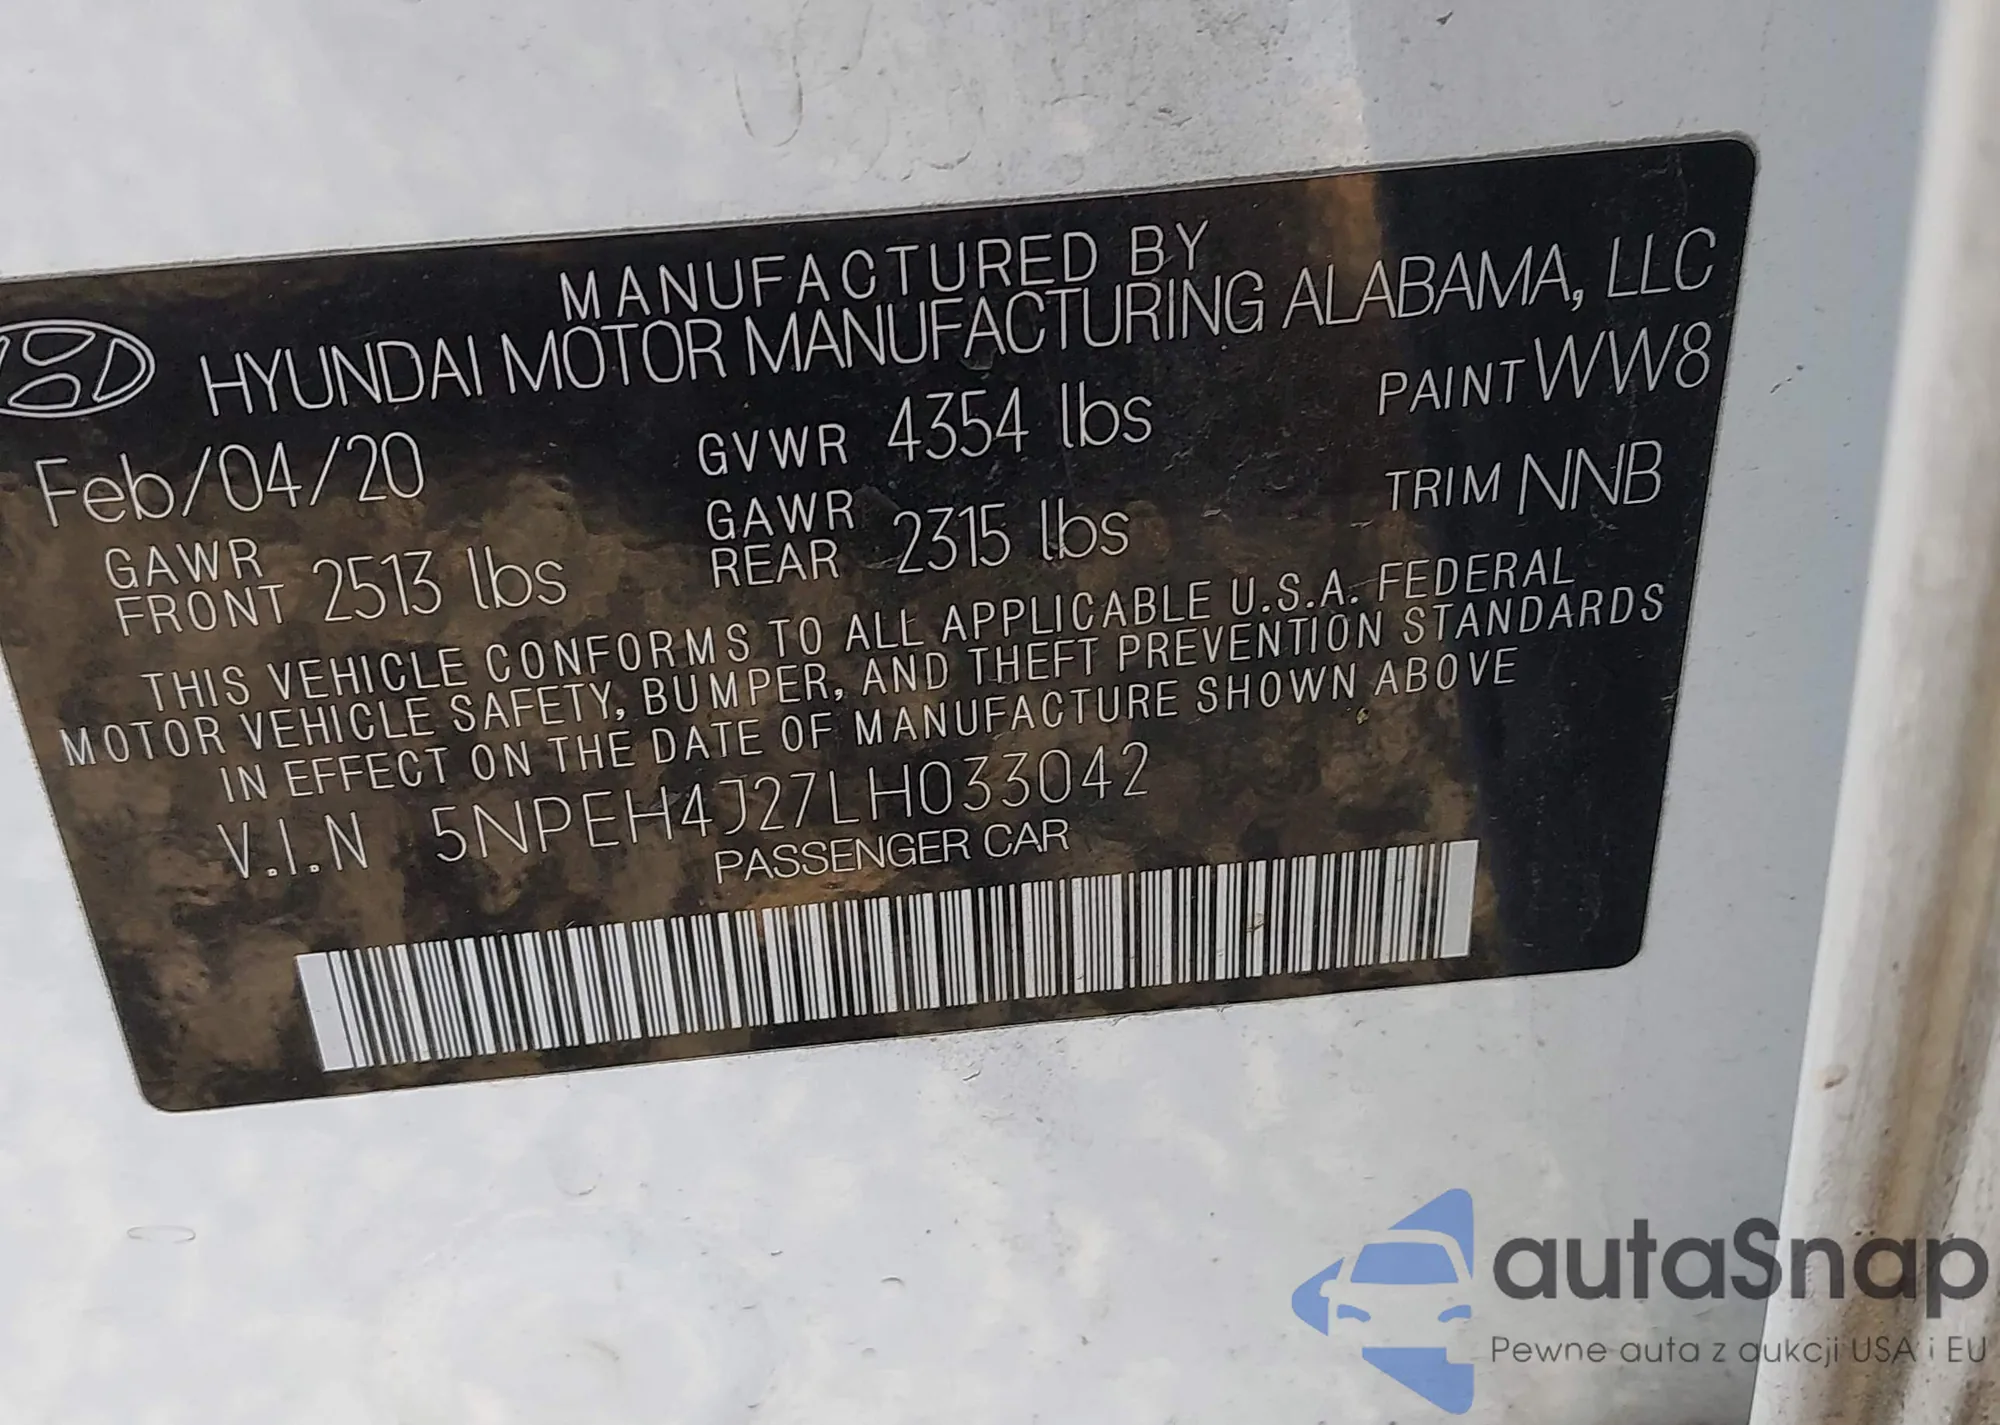 MANUFACTURED BY
HYUNDAI MOTOR MANUFACTURING ALABAMA, LLC
Feb/04/20 GVWR 4354 lbs PAINT WW8
GAWR FRONT 2513 lbs GAWR REAR 2315 lbs TRIM NNB
THIS VEHICLE CONFORMS TO ALL APPLICABLE U.S.A. FEDERAL
MOTOR VEHICLE SAFETY, BUMPER, AND THEFT PREVENTION STANDARDS
IN EFFECT ON THE DATE OF MANUFACTURE SHOWN ABOVE
V.I.N 5NPEH4J27LH033042
PASSENGER CAR
autaSnap
Pewne auta z aukcji USA i EU